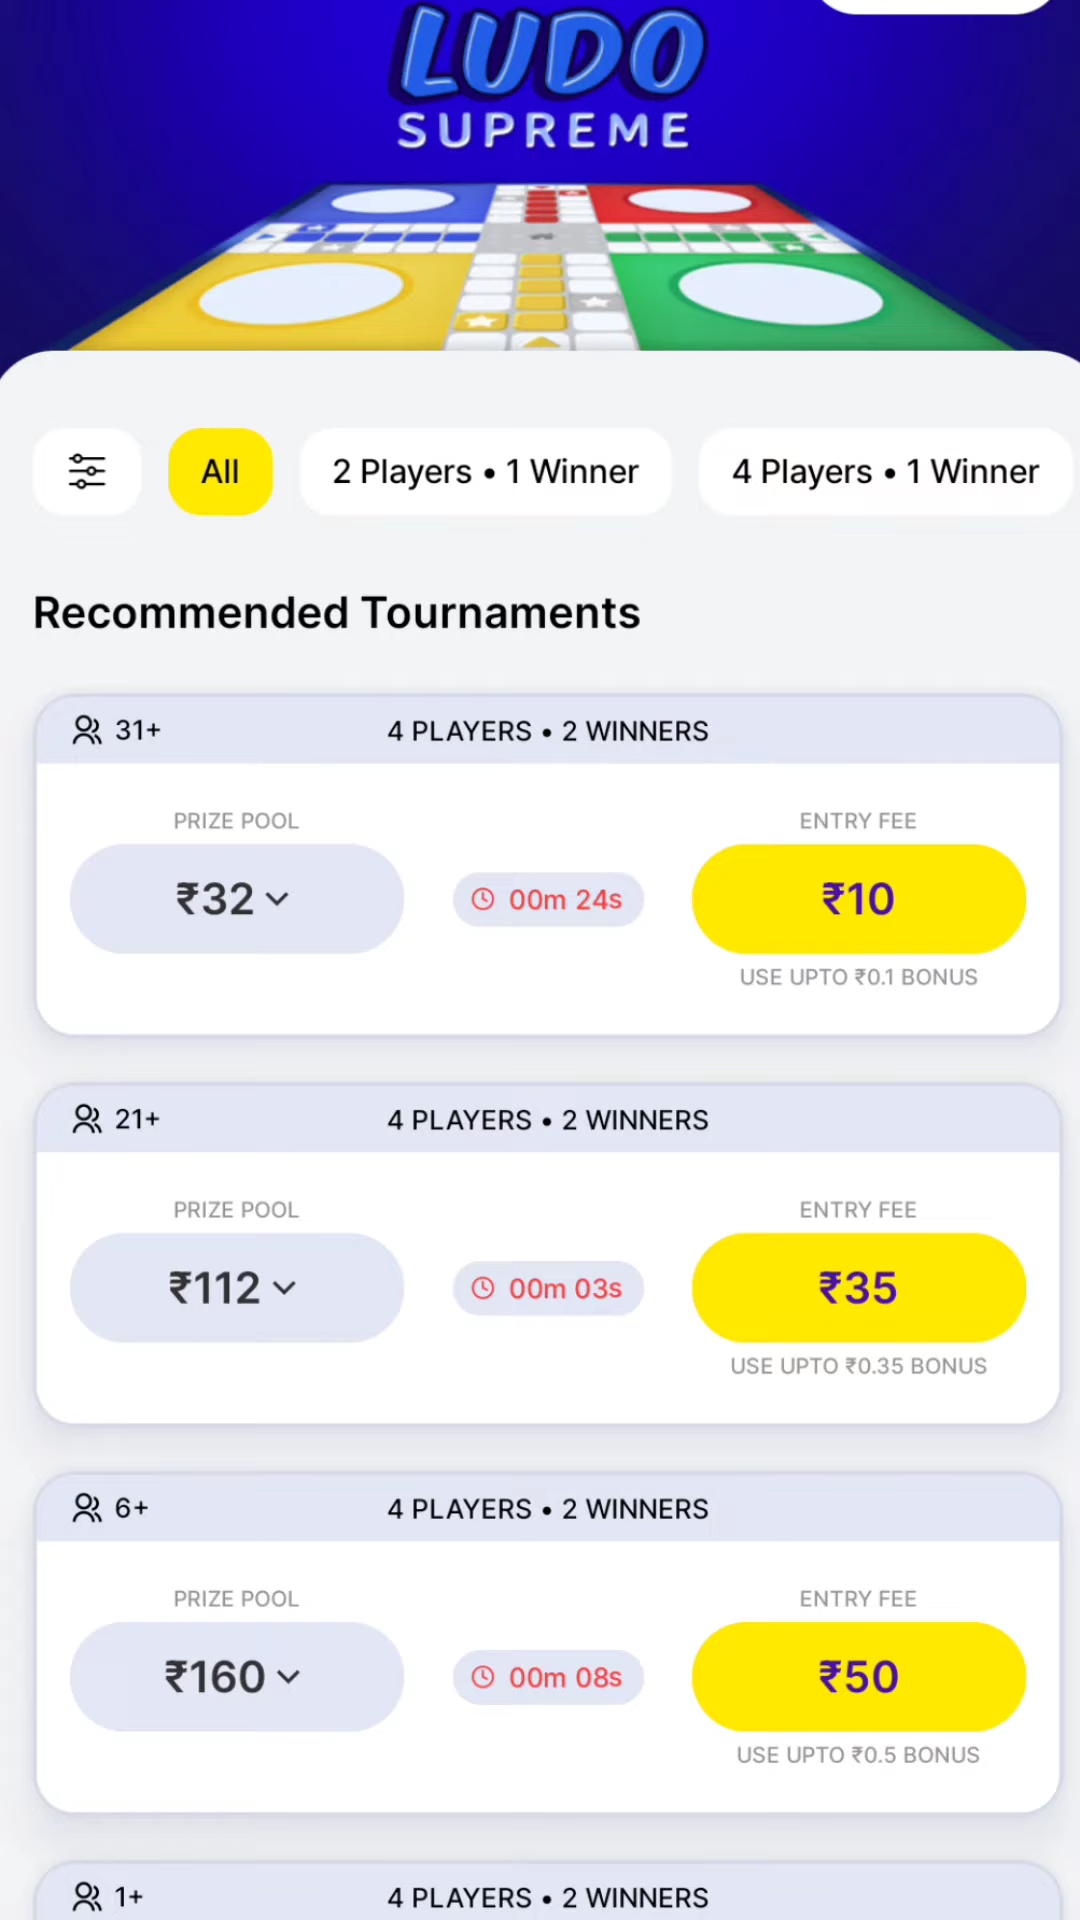 LUDO
SUPREME
All
2 Players • 1 Winner
4 Players • 1 Winner
Recommended Tournaments
31+
4 PLAYERS • 2 WINNERS
PRIZE POOL
ENTRY FEE
₹32
00m 24s
₹10
USE UPTO ₹0.1 BONUS
21+
4 PLAYERS • 2 WINNERS
PRIZE POOL
ENTRY FEE
₹112
00m 03s
₹35
USE UPTO ₹0.35 BONUS
6+
4 PLAYERS • 2 WINNERS
PRIZE POOL
ENTRY FEE
₹160
00m 08s
₹50
USE UPTO ₹0.5 BONUS
1+
4 PLAYERS • 2 WINNERS